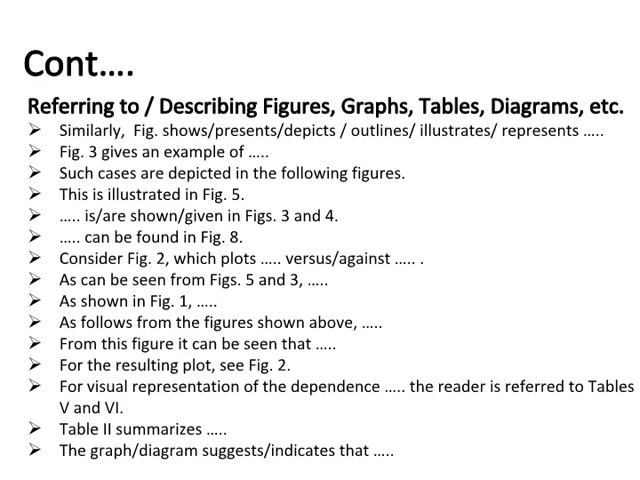 Cont….
Referring to / Describing Figures, Graphs, Tables, Diagrams, etc.
➢ Similarly,  Fig. shows/presents/depicts / outlines/ illustrates/ represents …..
➢ Fig. 3 gives an example of …..
➢ Such cases are depicted in the following figures.
➢ This is illustrated in Fig. 5.
➢ ….. is/are shown/given in Figs. 3 and 4.
➢ ….. can be found in Fig. 8.
➢ Consider Fig. 2, which plots ….. versus/against ….. .
➢ As can be seen from Figs. 5 and 3, …..
➢ As shown in Fig. 1, …..
➢ As follows from the figures shown above, …..
➢ From this figure it can be seen that …..
➢ For the resulting plot, see Fig. 2.
➢ For visual representation of the dependence ….. the reader is referred to Tables
V and VI.
➢ Table II summarizes …..
➢ The graph/diagram suggests/indicates that …..